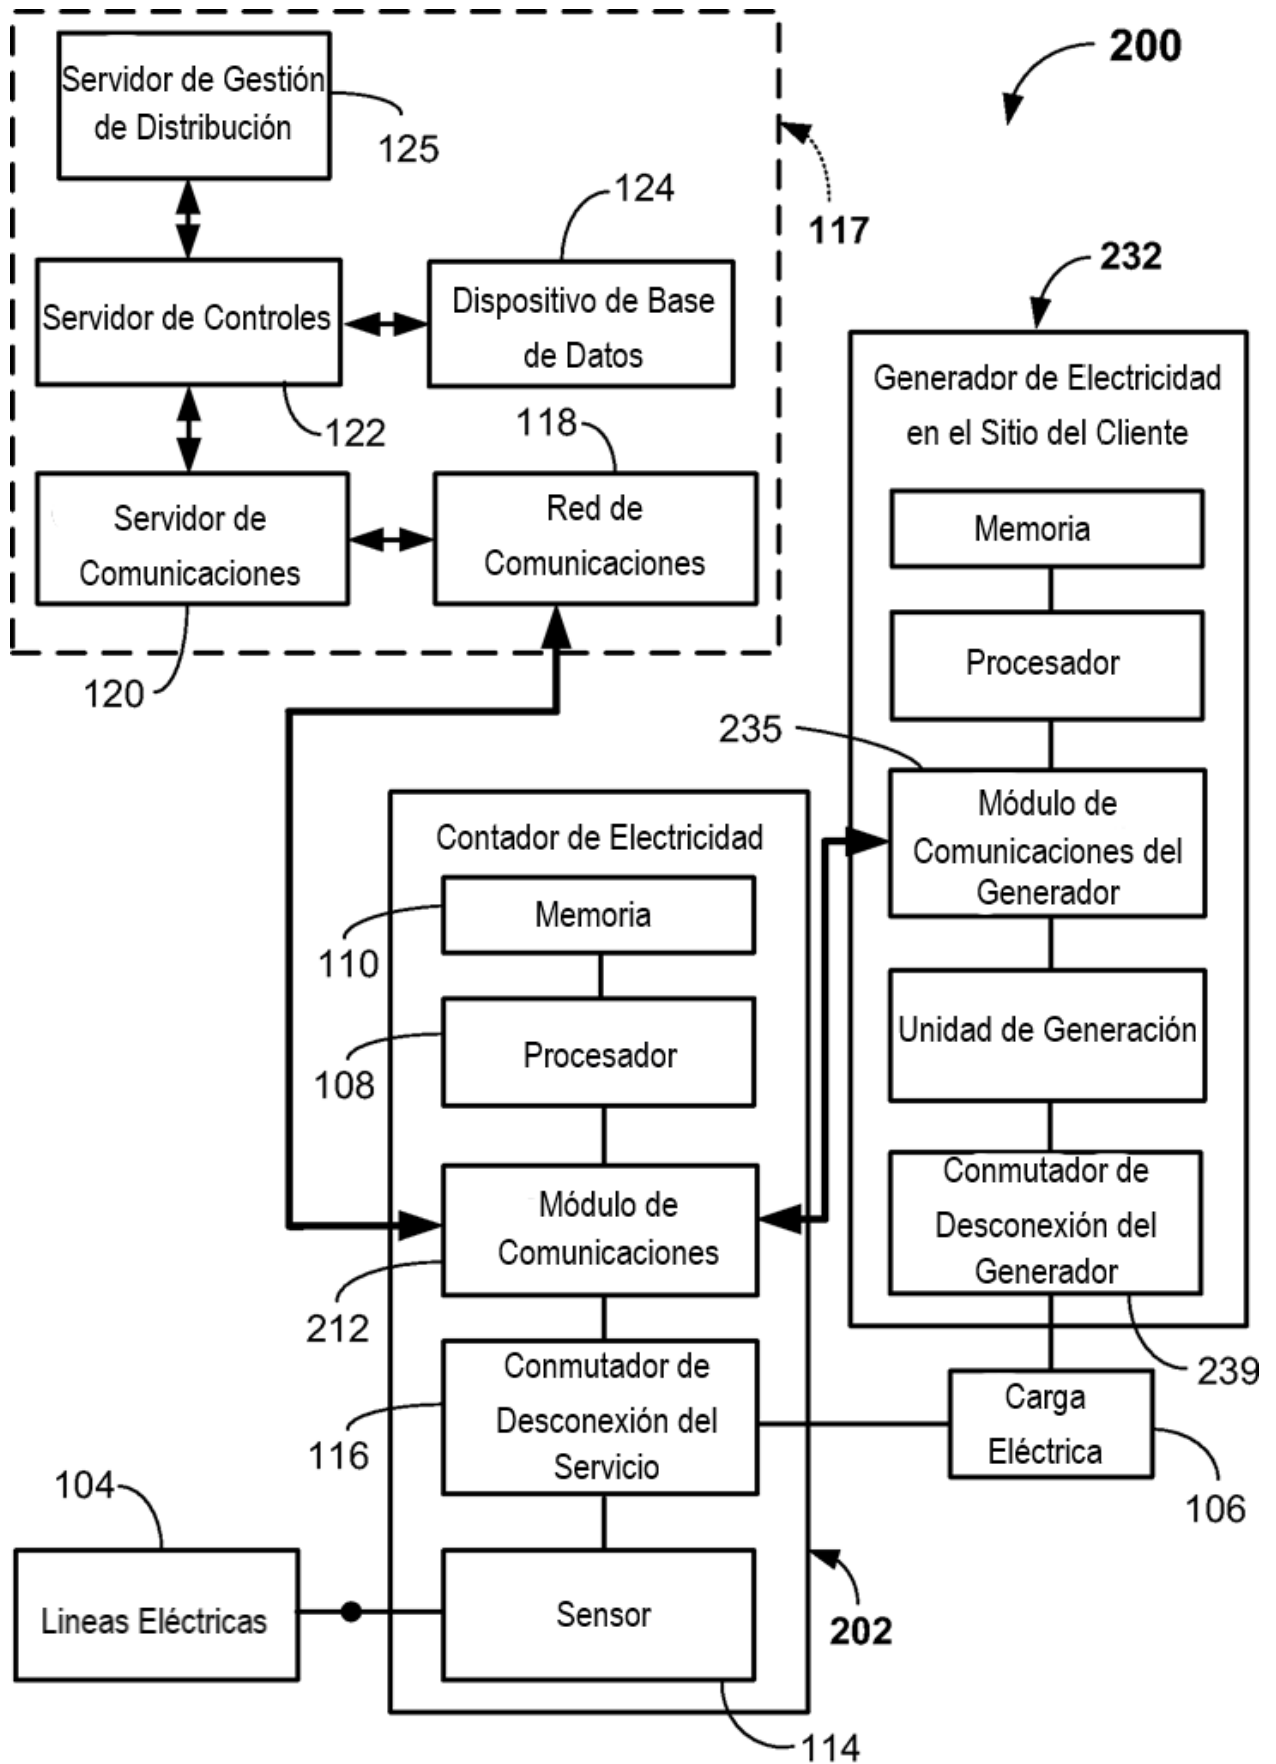 200
Servidor de Gestión
de Distribución
125
117
124
232
Servidor de Controles
Dispositivo de Base
de Datos
122
118
Servidor de
Comunicaciones
Red de
Comunicaciones
120
Generador de Electricidad
en el Sitio del Cliente
Memoria
Procesador
235
Módulo de
Comunicaciones del
Generador
Unidad de Generación
Conmutador de
Desconexión del
Generador
239
Contador de Electricidad
Memoria
110
Procesador
108
Módulo de
Comunicaciones
212
Conmutador de
Desconexión del
Servicio
116
Carga
Eléctrica
106
104
Lineas Eléctricas
Sensor
202
114